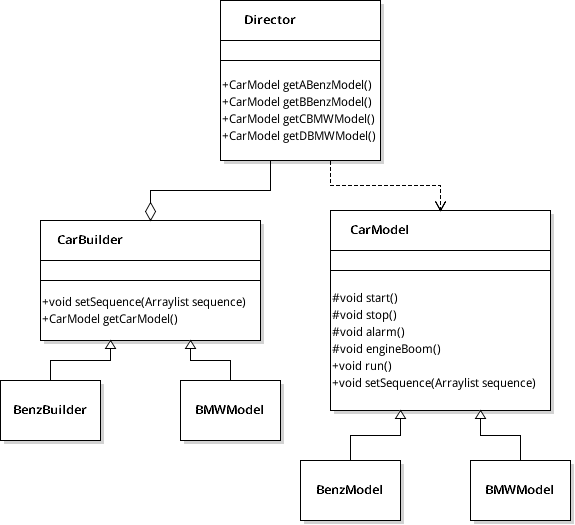 Director
+CarModel getABenzModel()
+CarModel getBBenzModel()
+CarModel getCBMWModel()
+CarModel getDBMWModel()
CarBuilder
+void setSequence(Arraylist sequence)
+CarModel getCarModel()
CarModel
#void start()
#void stop()
#void alarm()
#void engineBoom()
+void run()
+void setSequence(Arraylist sequence)
BenzBuilder
BMWModel
BenzModel
BMWModel